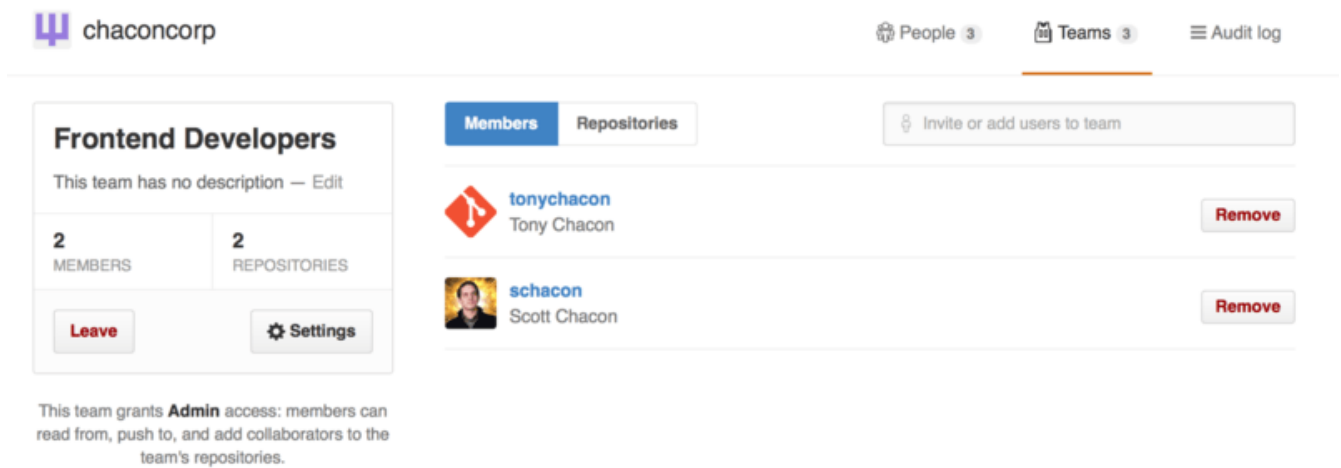 chaconcorp
People 3
Teams 3
Audit log
Frontend Developers
This team has no description — Edit
2
MEMBERS
2
REPOSITORIES
Leave
Settings
This team grants Admin access: members can
read from, push to, and add collaborators to the
team's repositories.
Members
Repositories
Invite or add users to team
tonychacon
Tony Chacon
Remove
schacon
Scott Chacon
Remove